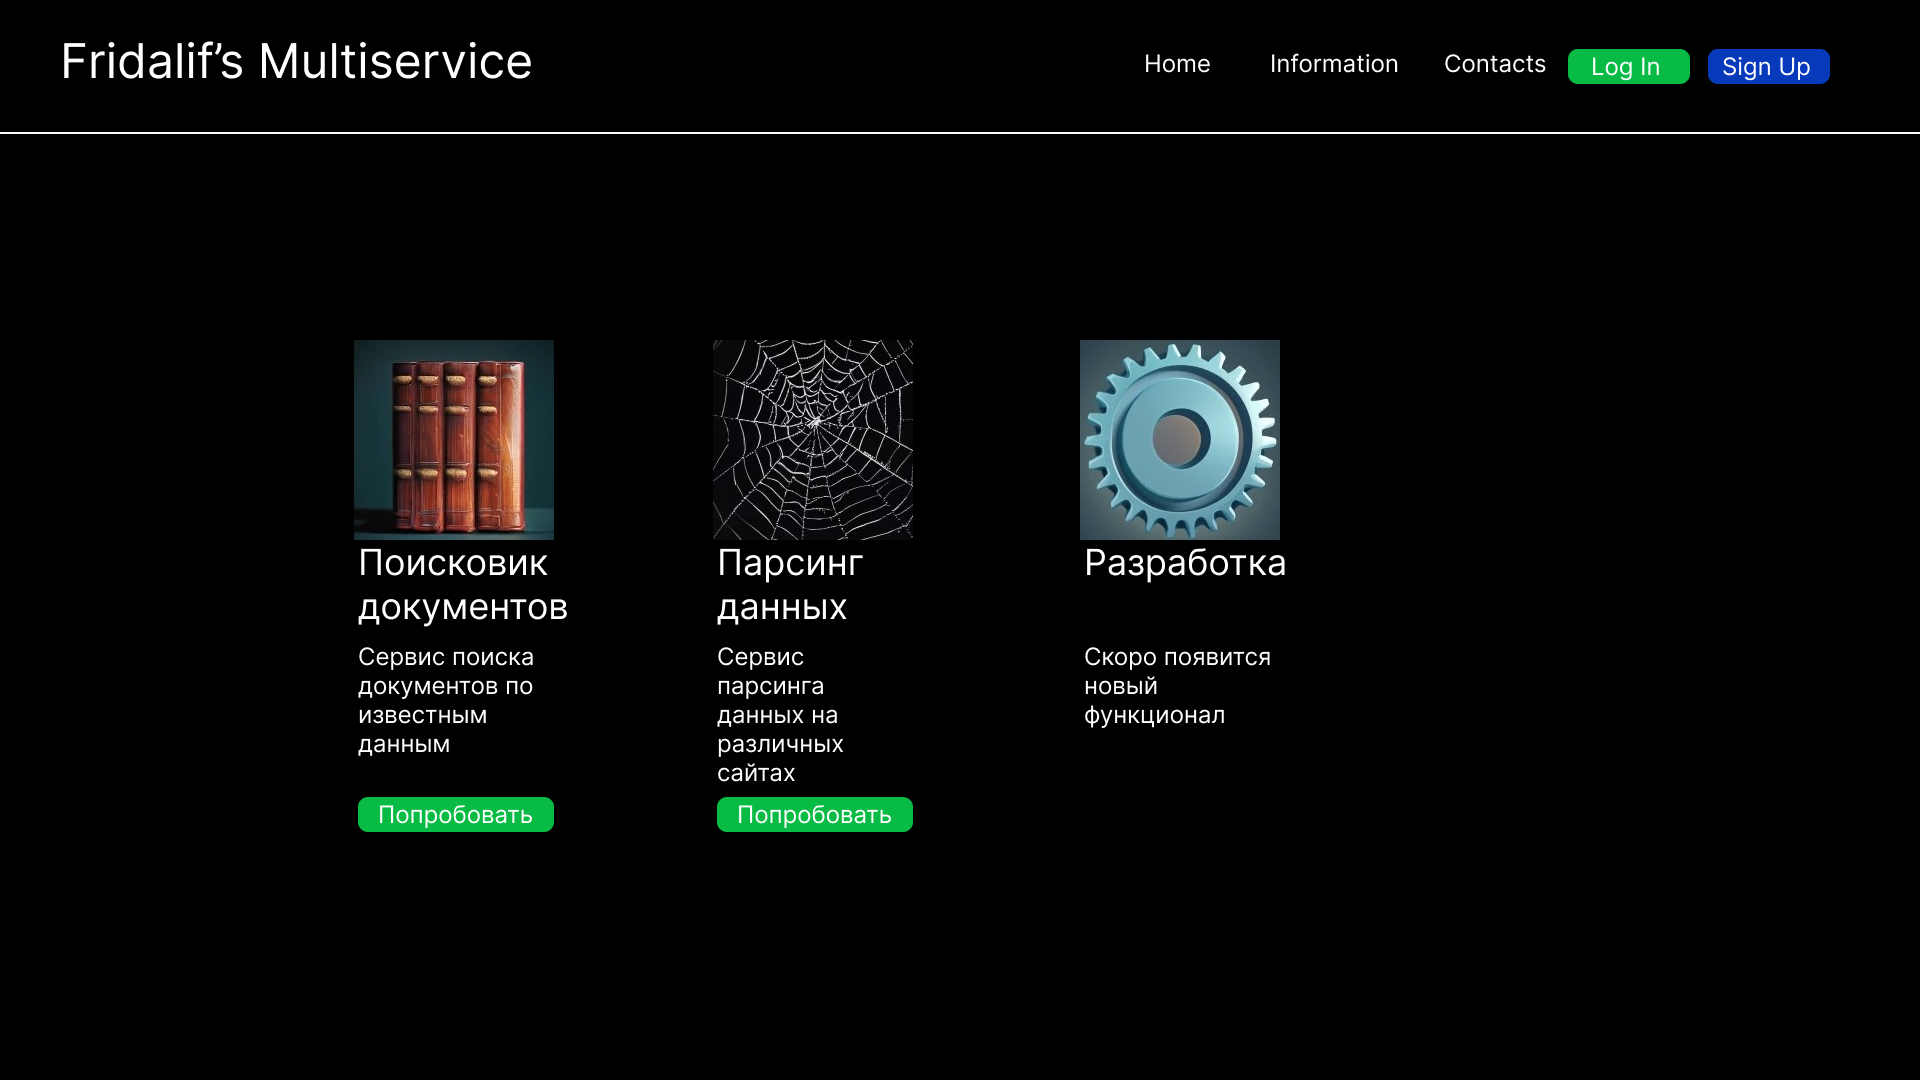 Fridalif’s Multiservice
Home
Information
Contacts
Log In
Sign Up
Поисковик
документов
Сервис поиска
документов по
известным
данным
Попробовать
Парсинг
данных
Сервис
парсинга
данных на
различных
сайтах
Попробовать
Разработка
Скоро появится
новый
функционал